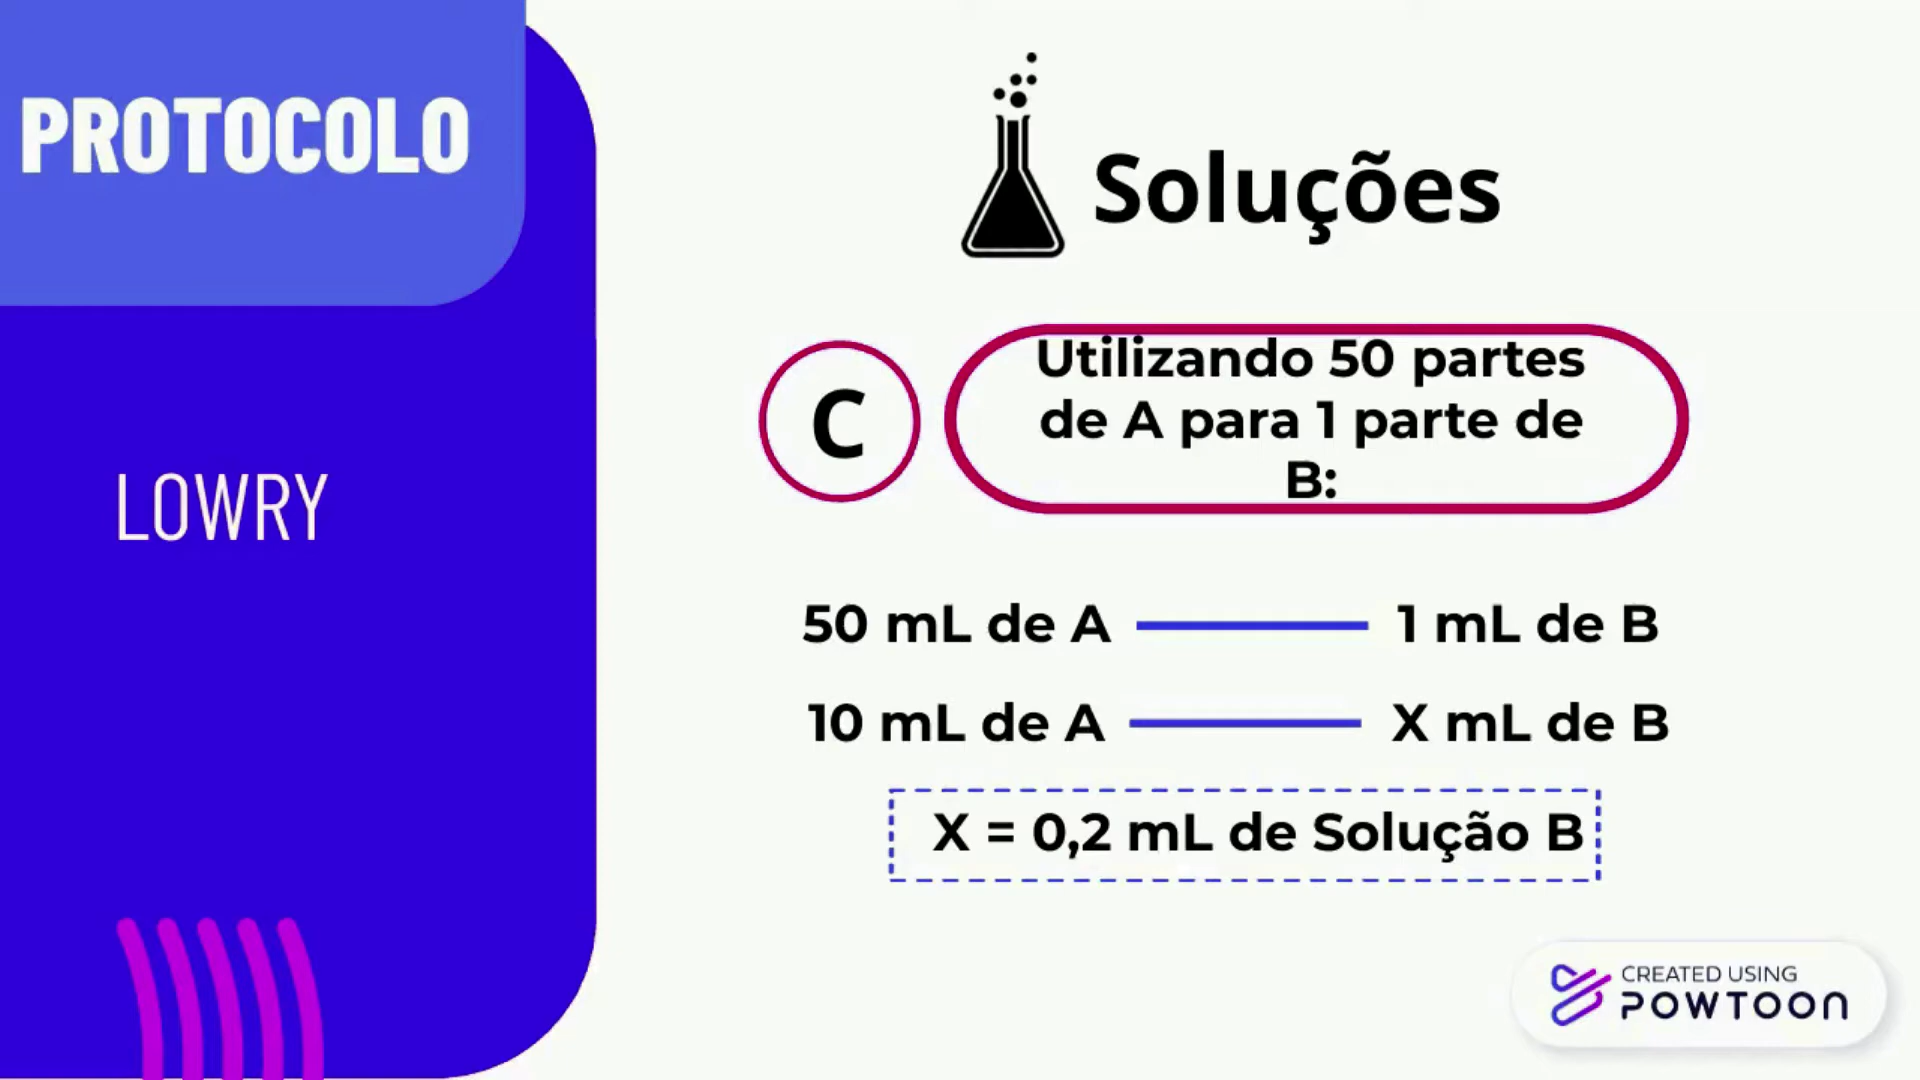 PROTOCOLO
LOWRY
Soluções
C
Utilizando 50 partes
de A para 1 parte de
B:
50 mL de A 1 mL de B
10 mL de A X mL de B
X = 0,2 mL de Solução B
CREATED USING
POWTOON